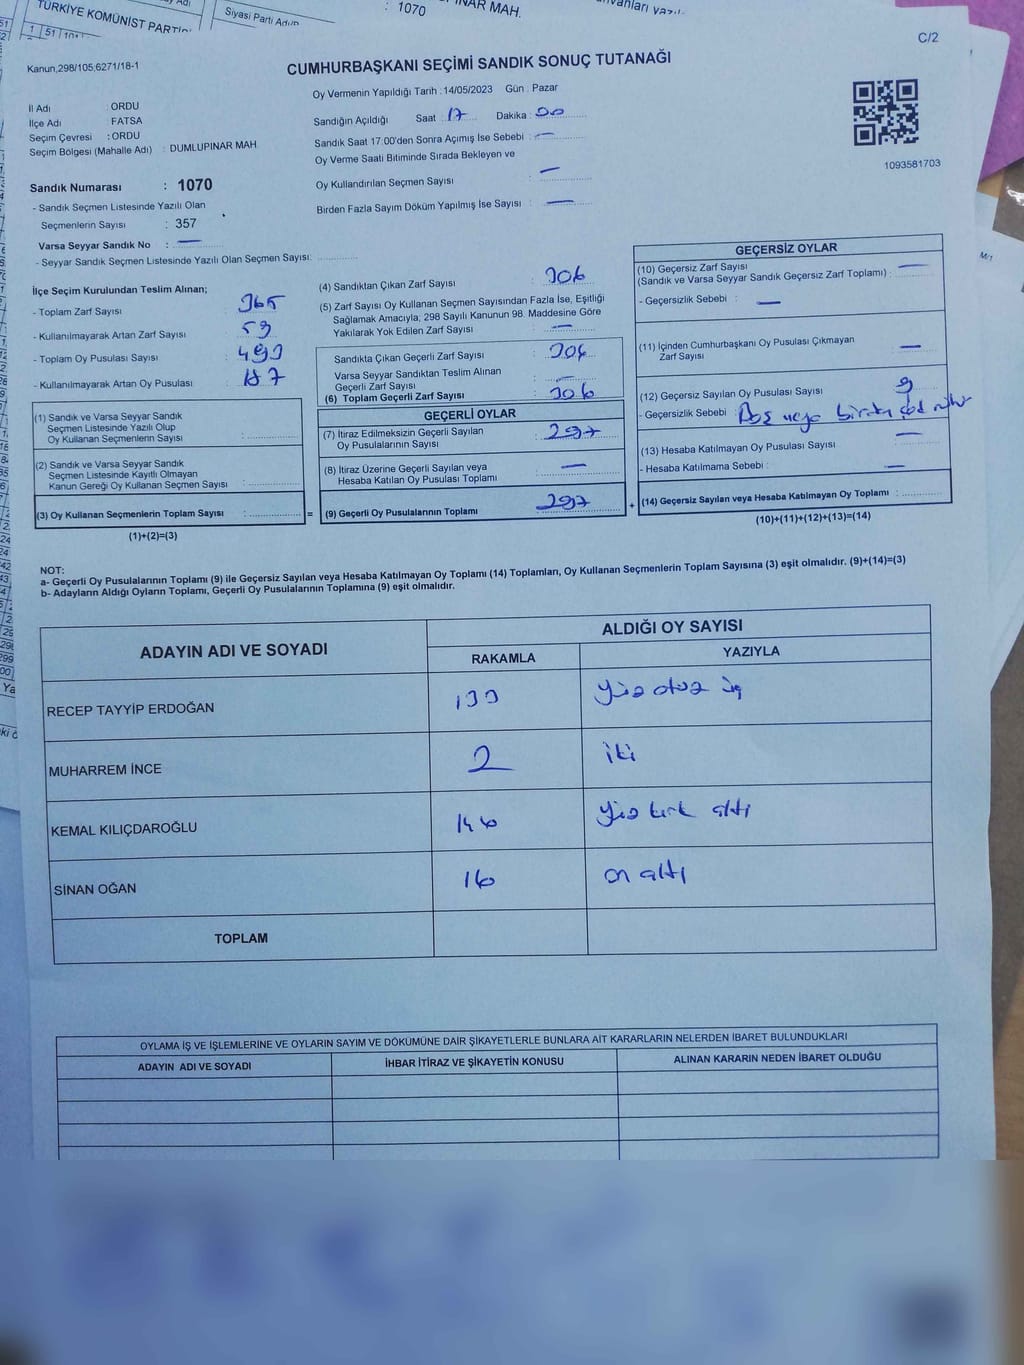 TÜRKİYE KOMÜNİST PARTİ
Siyasi Parti Adın
: 1070
INAR MAH.
C/2
Kanun,298/105,6271/18-1
CUMHURBAŞKANI SEÇİMİ SANDIK SONUÇ TUTANAĞI
Oy Vermenin Yapıldığı Tarih : 14/05/2023 Gün : Pazar
İl Adı : ORDU
İlçe Adı : FATSA
Seçim Çevresi : ORDU
Seçim Bölgesi (Mahalle Adı) : DUMLUPINAR MAH.
Sandığın Açıldığı Saat 17 Dakika : 00
Sandık Saat 17:00'den Sonra Açımış İse Sebebi : —
Oy Verme Saati Bitiminde Sırada Bekleyen ve
Oy Kullandırılan Seçmen Sayısı : —
Birden Fazla Sayım Döküm Yapılmış İse Sayısı : —
1093581703
Sandık Numarası : 1070
- Sandık Seçmen Listesinde Yazılı Olan
Seçmenlerin Sayısı : 357
Varsa Seyyar Sandık No : —
- Seyyar Sandık Seçmen Listesinde Yazılı Olan Seçmen Sayısı: ..............
İlçe Seçim Kurulundan Teslim Alınan;
- Toplam Zarf Sayısı : 365
- Kullanılmayarak Artan Zarf Sayısı : 59
- Toplam Oy Pusulası Sayısı : 493
- Kullanılmayarak Artan Oy Pusulası : 187
(1) Sandık ve Varsa Seyyar Sandık
Seçmen Listesinde Yazılı Olup
Oy Kullanan Seçmenlerin Sayısı : ..............
(2) Sandık ve Varsa Seyyar Sandık
Seçmen Listesinde Kayıtlı Olmayan
Kanun Gereği Oy Kullanan Seçmen Sayısı : ..............
(3) Oy Kullanan Seçmenlerin Toplam Sayısı : .............. =
(1)+(2)=(3)
(4) Sandıktan Çıkan Zarf Sayısı : 306
(5) Zarf Sayısı Oy Kullanan Seçmen Sayısından Fazla İse, Eşitliği
Sağlamak Amacıyla; 298 Sayılı Kanunun 98. Maddesine Göre
Yakılarak Yok Edilen Zarf Sayısı : —
Sandıkta Çıkan Geçerli Zarf Sayısı : 306
Varsa Seyyar Sandıktan Teslim Alınan
Geçerli Zarf Sayısı : —
(6) Toplam Geçerli Zarf Sayısı : 306
GEÇERLİ OYLAR
(7) İtiraz Edilmeksizin Geçerli Sayılan
Oy Pusulalarının Sayısı : 297
(8) İtiraz Üzerine Geçerli Sayılan veya
Hesaba Katılan Oy Pusulası Toplamı : —
(9) Geçerli Oy Pusulalarının Toplamı : 297 +
GEÇERSİZ OYLAR
(10) Geçersiz Zarf Sayısı
(Sandık ve Varsa Seyyar Sandık Geçersiz Zarf Toplamı) : —
- Geçersizlik Sebebi : —
(11) İçinden Cumhurbaşkanı Oy Pusulası Çıkmayan
Zarf Sayısı : —
(12) Geçersiz Sayılan Oy Pusulası Sayısı : 9
- Geçersizlik Sebebi : Boş veya birden çok mühür
(13) Hesaba Katılmayan Oy Pusulası Sayısı : —
- Hesaba Katılmama Sebebi : —
(14) Geçersiz Sayılan veya Hesaba Katılmayan Oy Toplamı : ..............
(10)+(11)+(12)+(13)=(14)
NOT:
a- Geçerli Oy Pusulalarının Toplamı (9) ile Geçersiz Sayılan veya Hesaba Katılmayan Oy Toplamı (14) Toplamları, Oy Kullanan Seçmenlerin Toplam Sayısına (3) eşit olmalıdır. (9)+(14)=(3)
b- Adayların Aldığı Oyların Toplamı, Geçerli Oy Pusulalarının Toplamına (9) eşit olmalıdır.
ADAYIN ADI VE SOYADI
ALDIĞI OY SAYISI
RAKAMLA YAZIYLA
RECEP TAYYİP ERDOĞAN 133 Yüz otuz üç
MUHARREM İNCE 2 iki
KEMAL KILIÇDAROĞLU 146 Yüz kırk altı
SİNAN OĞAN 16 on altı
TOPLAM
OYLAMA İŞ VE İŞLEMLERİNE VE OYLARIN SAYIM VE DÖKÜMÜNE DAİR ŞİKAYETLERLE BUNLARA AİT KARARLARIN NELERDEN İBARET BULUNDUKLARI
ADAYIN ADI VE SOYADI İHBAR İTİRAZ VE ŞİKAYETİN KONUSU ALINAN KARARIN NEDEN İBARET OLDUĞU